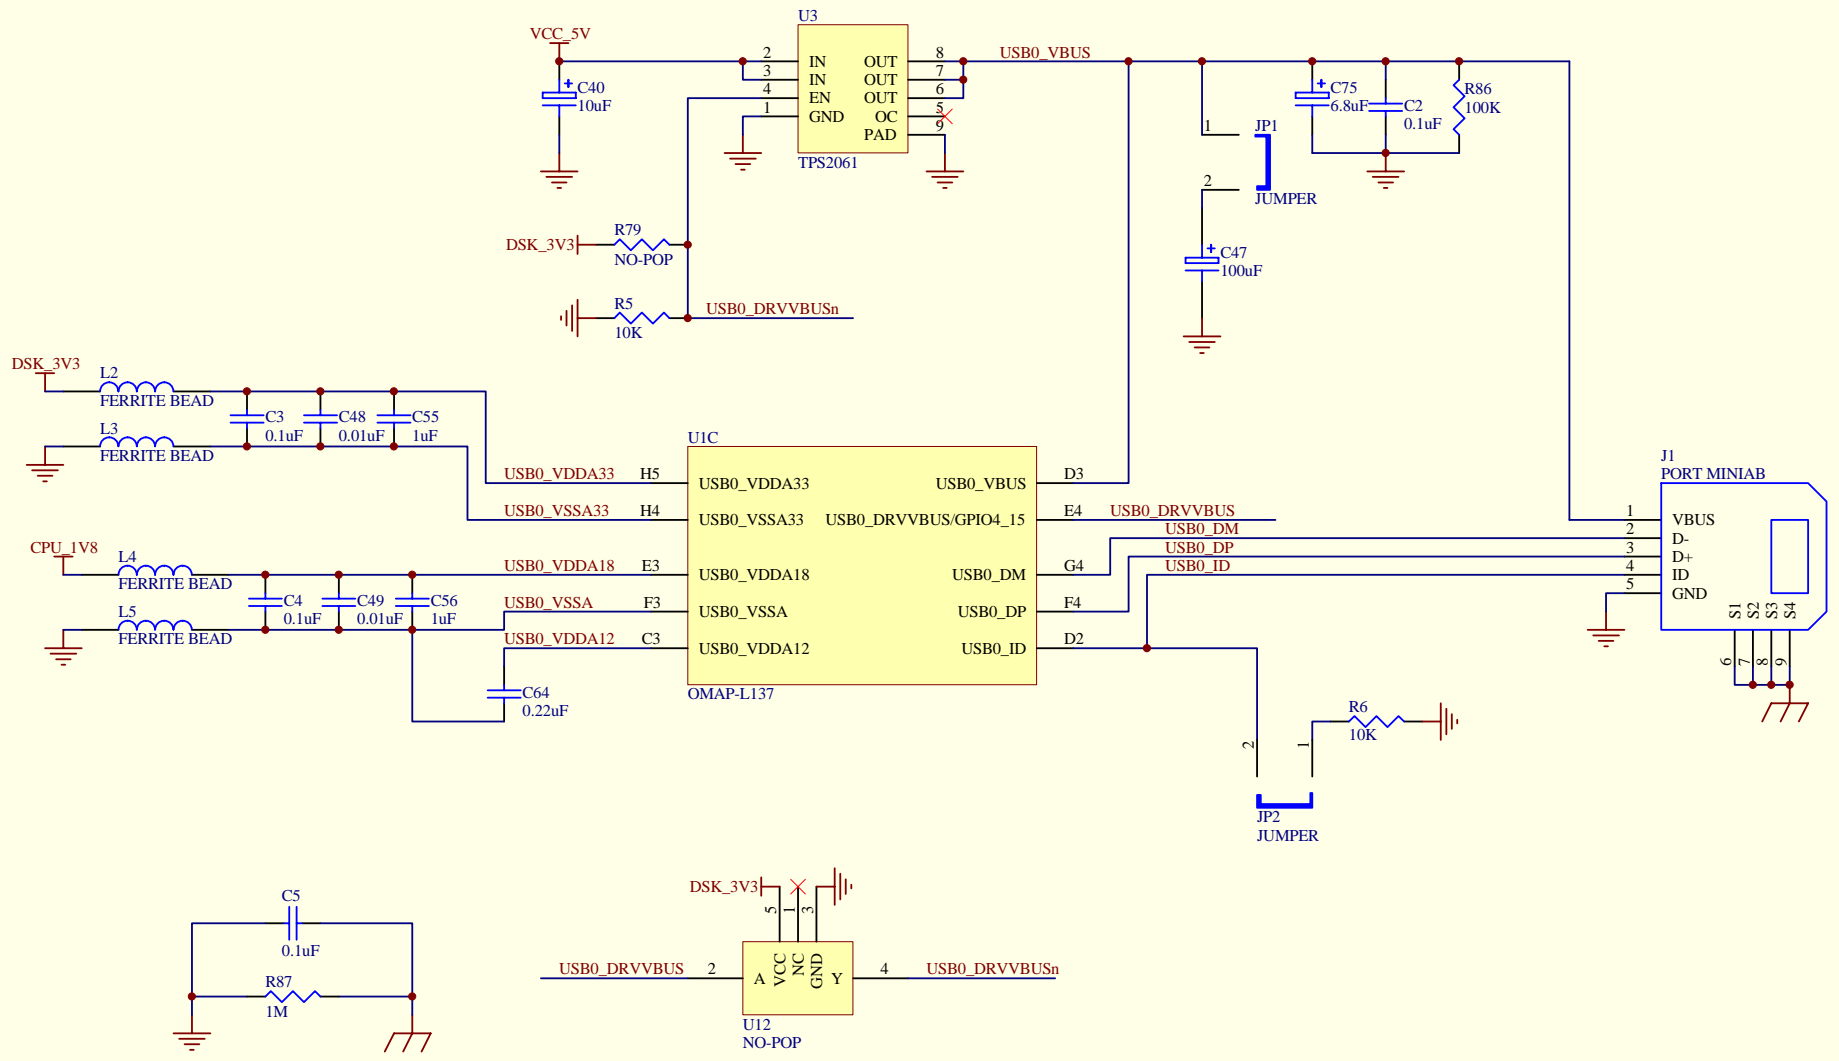 U3
VCC_5V
USB0_VBUS
2 IN OUT 8
3 IN OUT 7
4 EN OUT 6
1 GND OC 5
PAD 9
TPS2061
+ C40
10uF
+ C75
6.8uF
C2
0.1uF
R86
100K
1
JP1
2
JUMPER
+ C47
100uF
R79
DSK_3V3
NO-POP
R5
USB0_DRVVBUSn
10K
DSK_3V3
L2
FERRITE BEAD
L3
FERRITE BEAD
C3
0.1uF
C48
0.01uF
C55
1uF
CPU_1V8
L4
FERRITE BEAD
L5
FERRITE BEAD
C4
0.1uF
C49
0.01uF
C56
1uF
C64
0.22uF
U1C
USB0_VDDA33 H5 USB0_VDDA33 USB0_VBUS D3
USB0_VSSA33 H4 USB0_VSSA33 USB0_DRVVBUS/GPIO4_15 E4 USB0_DRVVBUS
USB0_VDDA18 E3 USB0_VDDA18 USB0_DM G4
USB0_VSSA F3 USB0_VSSA USB0_DP F4
USB0_VDDA12 C3 USB0_VDDA12 USB0_ID D2
OMAP-L137
USB0_DM
USB0_DP
USB0_ID
J1
PORT MINIAB
1 VBUS
2 D-
3 D+
4 ID
5 GND
S1 S2 S3 S4
6 7 8 9
R6
10K
2 1
JP2
JUMPER
C5
0.1uF
R87
1M
DSK_3V3
5 1 3
VCC NC GND
USB0_DRVVBUS 2 A Y 4 USB0_DRVVBUSn
U12
NO-POP